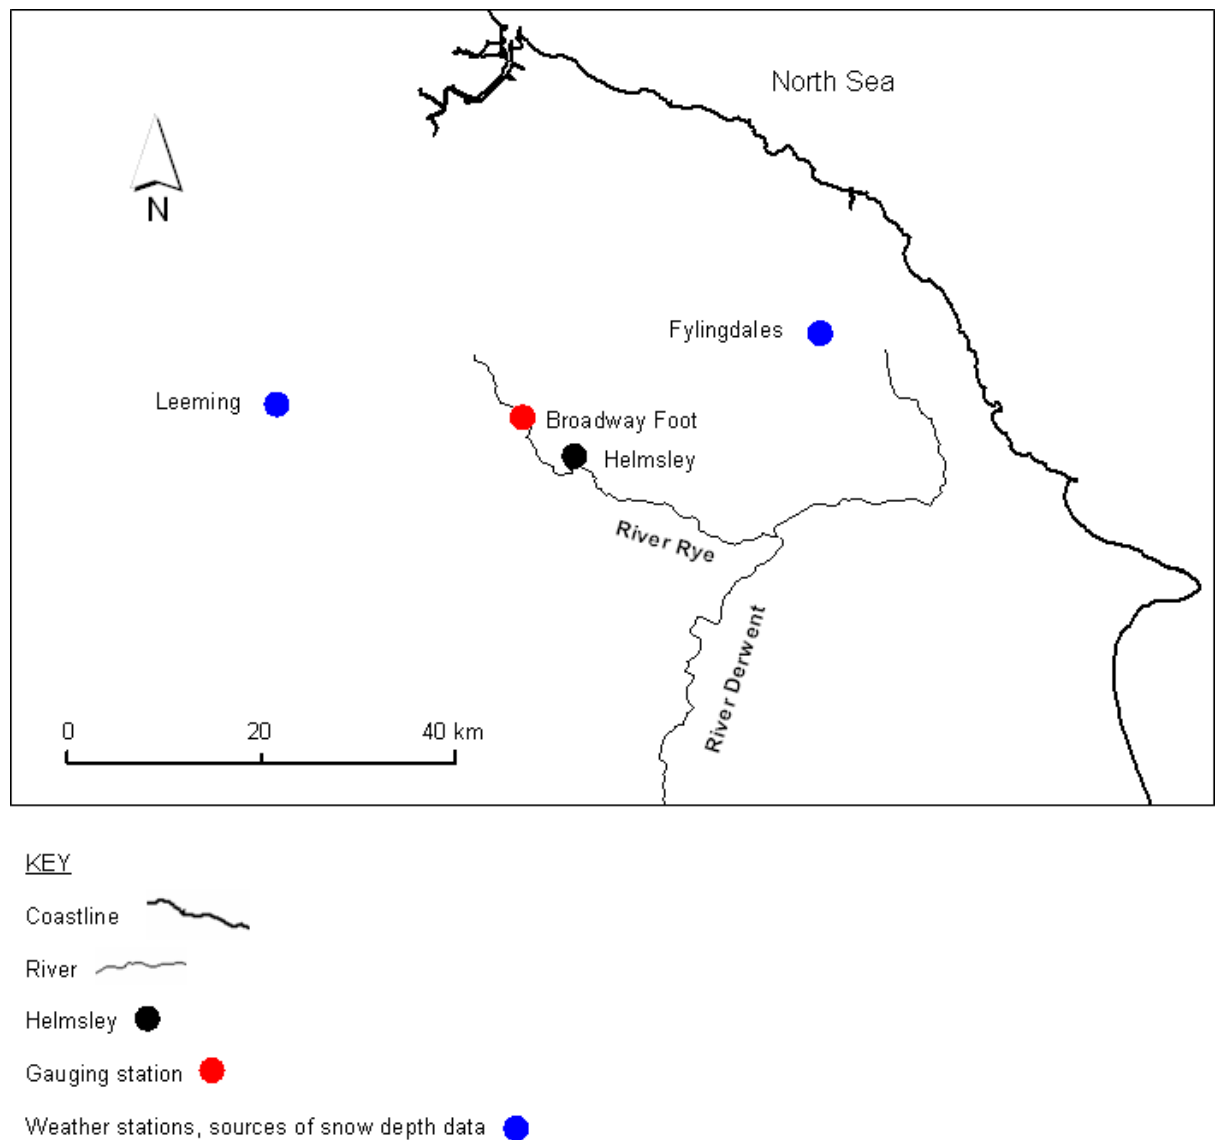 North Sea
N
Fylingdales
Leeming
Broadway Foot
Helmsley
River Rye
River Derwent
0 20 40 km
KEY
Coastline
River
Helmsley
Gauging station
Weather stations, sources of snow depth data